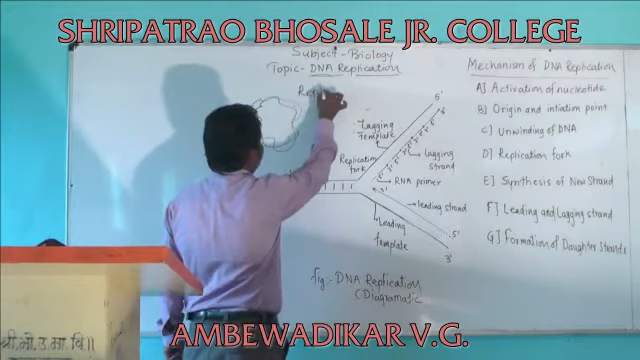 SHRIPATRAO BHOSALE JR. COLLEGE
Subject - Biology
Topic - DNA Replication
Mechanism of DNA Replication
A] Activation of nucleotide
B] Origin and intiation point
C] Unwinding of DNA
D] Replication fork
E] Synthesis of New Strand
F] Leading and Lagging strand
G] Formation of Daughter Strands
5'
Lagging
Template
Replication
fork
lagging
strand
RNA primer
3'
leading strand
Leading
Template
5'
3'
fig :- DNA Replication
(Diagramatic
AMBEWADIKAR V.G.